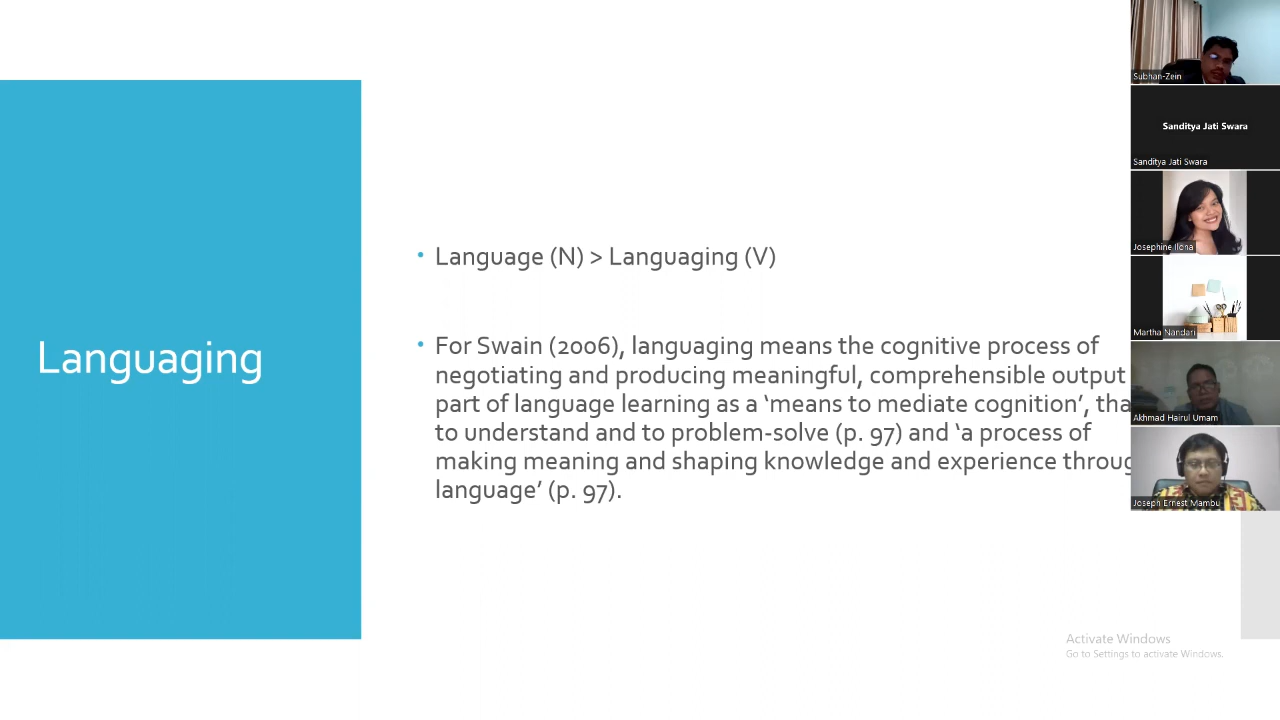 Languaging
Language (N) > Languaging (V)
For Swain (2006), languaging means the cognitive process of
negotiating and producing meaningful, comprehensible output
part of language learning as a ‘means to mediate cognition’,
to understand and to problem-solve (p. 97) and ‘a process of
making meaning and shaping knowledge and experience
language’ (p. 97).
Subhan-Zein
Sanditya Jati Swara
Sanditya Jati Swara
Josephine Ilona
Martha Nandari
Akhmad Hairul Umam
Joseph Ernest Mambu
Activate Windows
Go to Settings to activate Windows.